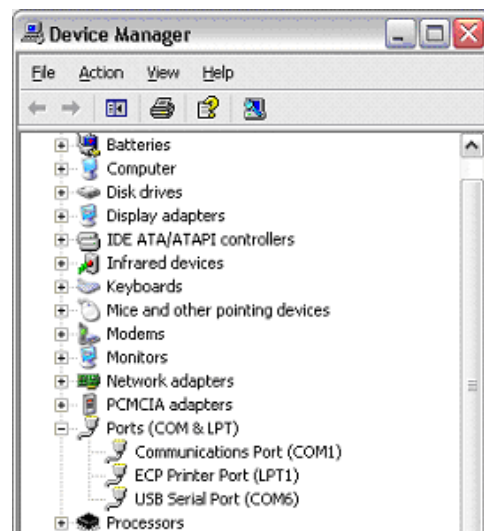 Device Manager
File Action View Help
Batteries
Computer
Disk drives
Display adapters
IDE ATA/ATAPI controllers
Infrared devices
Keyboards
Mice and other pointing devices
Modems
Monitors
Network adapters
PCMCIA adapters
Ports (COM & LPT)
Communications Port (COM1)
ECP Printer Port (LPT1)
USB Serial Port (COM6)
Processors